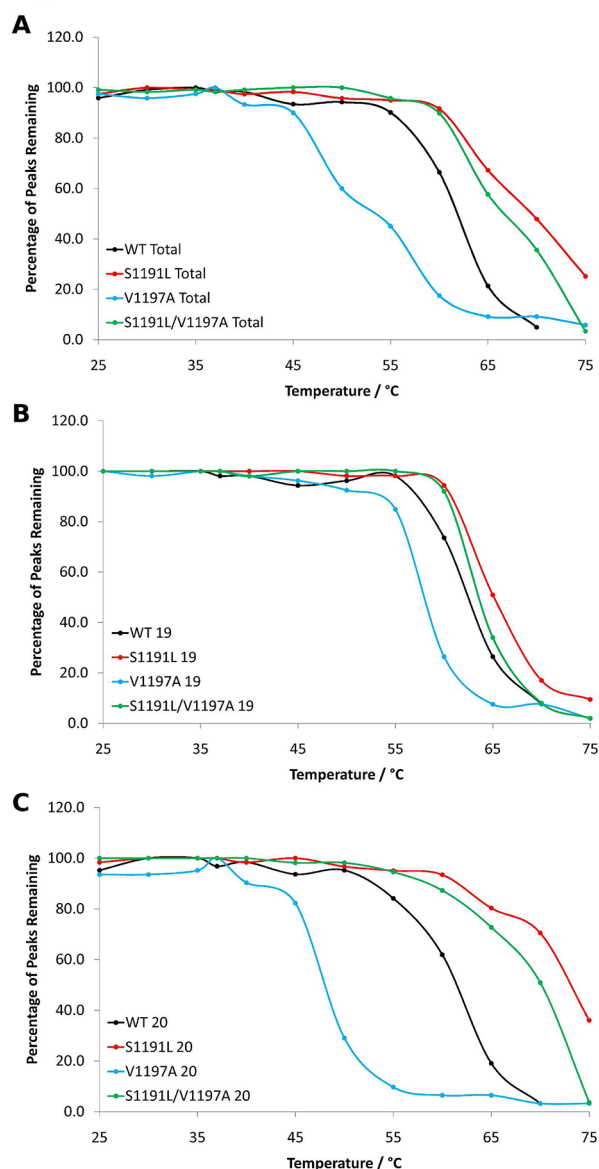 A
120.0
100.0
80.0
60.0
40.0
20.0
0.0
Percentage of Peaks Remaining
WT Total
S1191L Total
V1197A Total
S1191L/V1197A Total
25 35 45 55 65 75
Temperature / °C
B
120.0
100.0
80.0
60.0
40.0
20.0
0.0
Percentage of Peaks Remaining
WT 19
S1191L 19
V1197A 19
S1191L/V1197A 19
25 35 45 55 65 75
Temperature / °C
C
120.0
100.0
80.0
60.0
40.0
20.0
0.0
Percentage of Peaks Remaining
WT 20
S1191L 20
V1197A 20
S1191L/V1197A 20
25 35 45 55 65 75
Temperature / °C